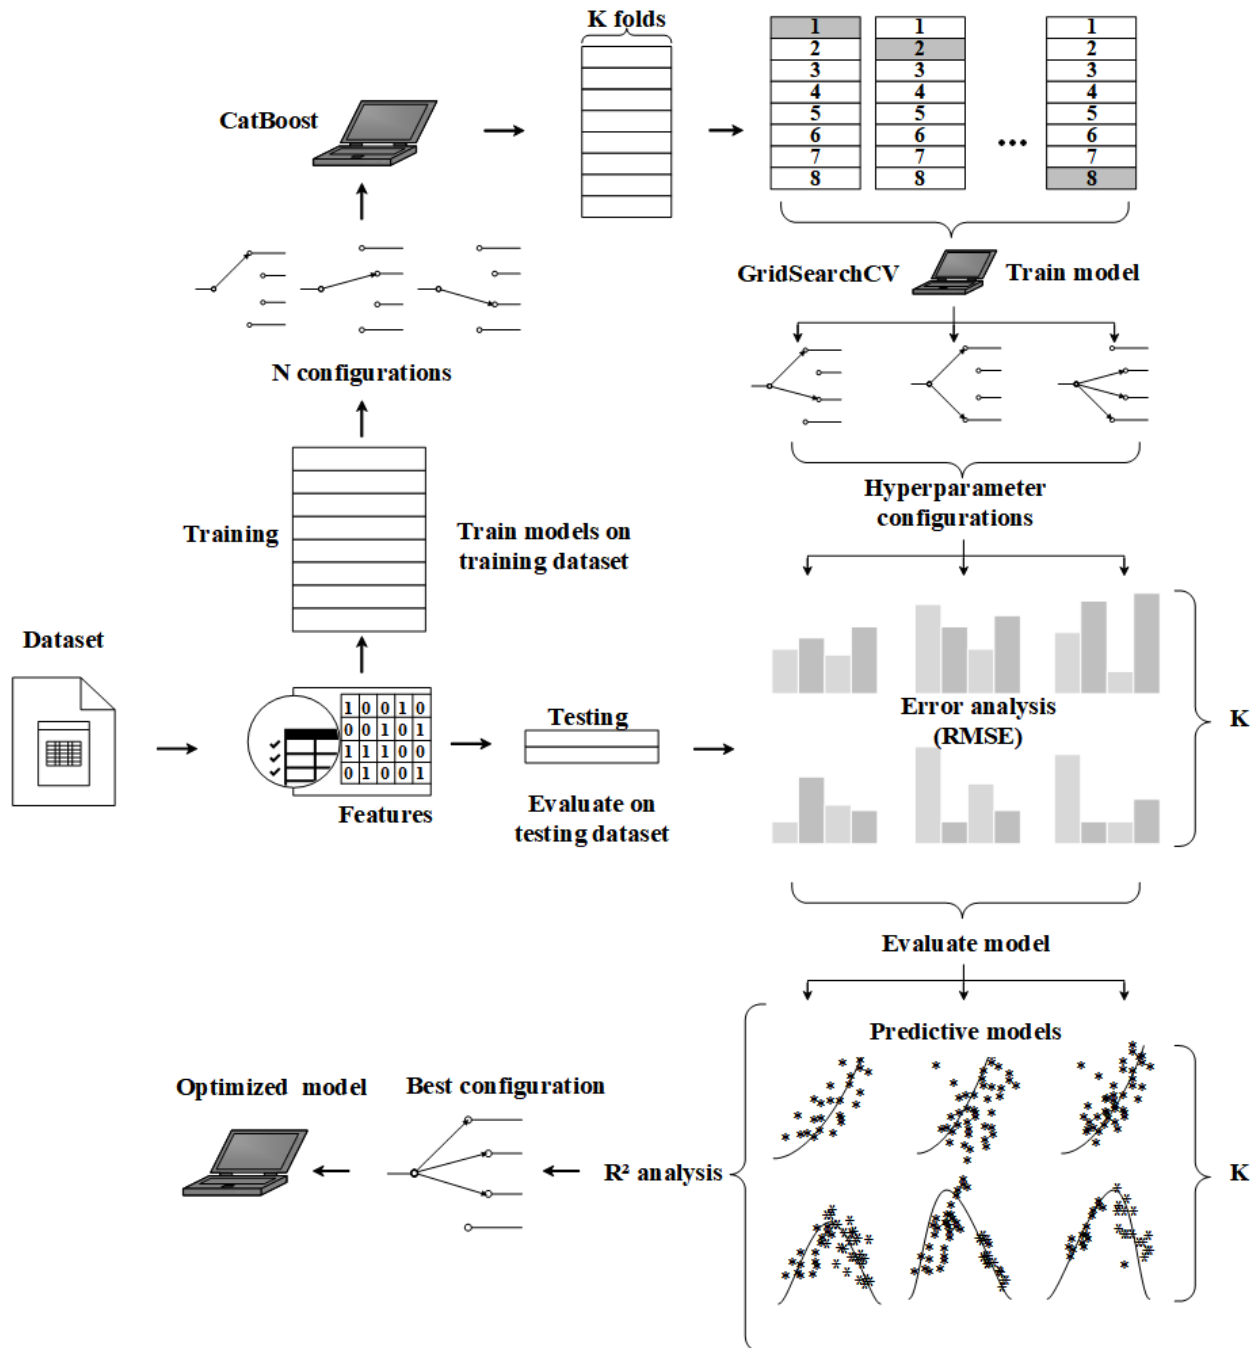 K folds
1 1 1
2 2 2
3 3 3
4 4 4
5 5 5
6 6 6
7 7 7
8 8 8
CatBoost
GridSearchCV
Train model
N configurations
Hyperparameter
configurations
Training
Train models on
training dataset
Dataset
1 0 0 1 0
0 0 1 0 1
1 1 1 0 0
0 1 0 0 1
Features
Testing
Evaluate on
testing dataset
Error analysis
(RMSE)
K
Evaluate model
Predictive models
K
R² analysis
Best configuration
Optimized model